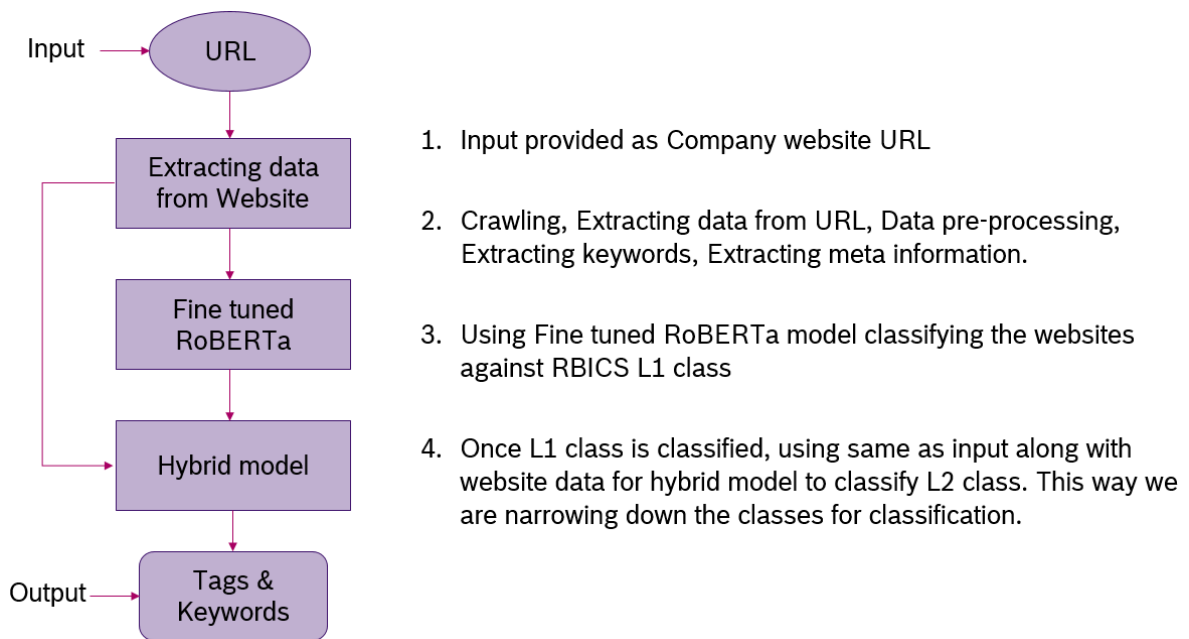 Input
URL
Extracting data
from Website
Fine tuned
RoBERTa
Hybrid model
Output
Tags &
Keywords
1. Input provided as Company website URL
2. Crawling, Extracting data from URL, Data pre-processing,
Extracting keywords, Extracting meta information.
3. Using Fine tuned RoBERTa model classifying the websites
against RBICS L1 class
4. Once L1 class is classified, using same as input along with
website data for hybrid model to classify L2 class. This way we
are narrowing down the classes for classification.